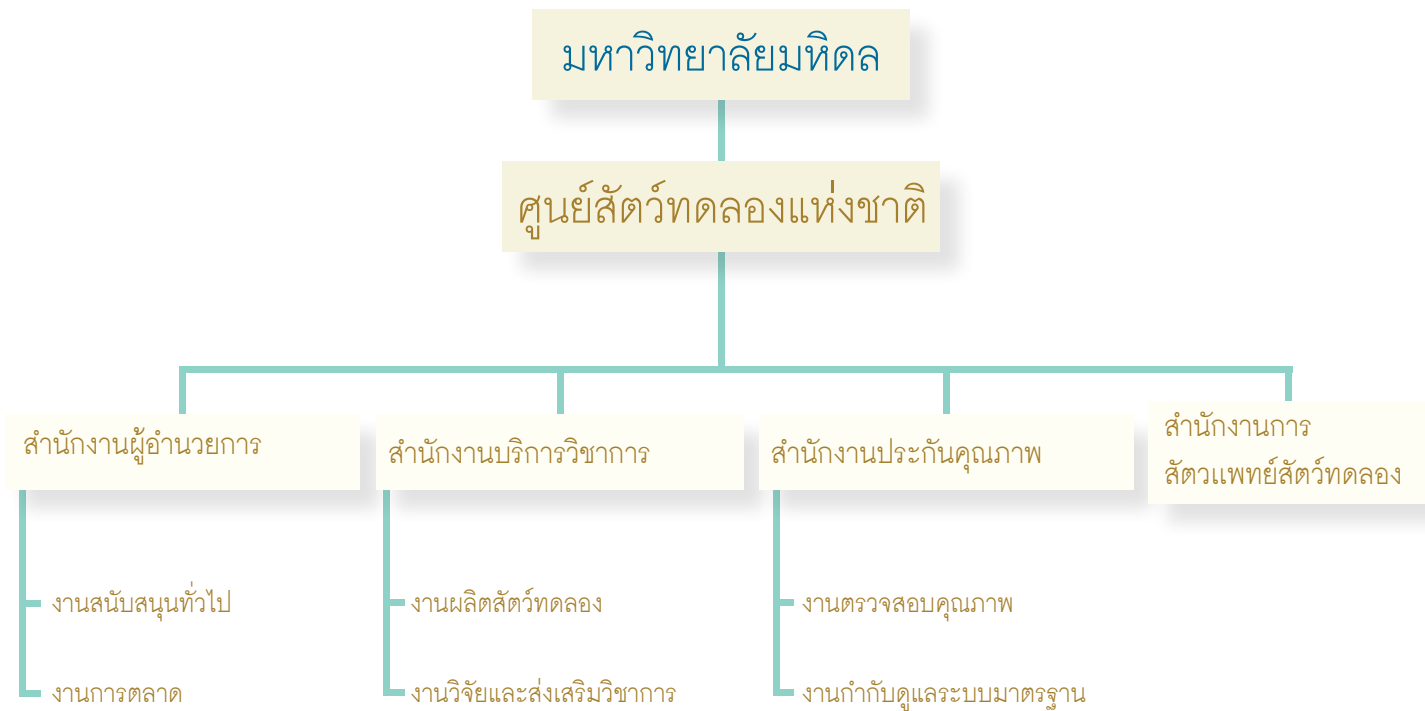 มหาวิทยาลัยมหิดล
ศูนย์สัตว์ทดลองแห่งชาติ
สำนักงานผู้อำนวยการ
สำนักงานบริการวิชาการ
สำนักงานประกันคุณภาพ
สำนักงานการ
สัตวแพทย์สัตว์ทดลอง
งานสนับสนุนทั่วไป
งานผลิตสัตว์ทดลอง
งานตรวจสอบคุณภาพ
งานการตลาด
งานวิจัยและส่งเสริมวิชาการ
งานกำกับดูแลระบบมาตรฐาน